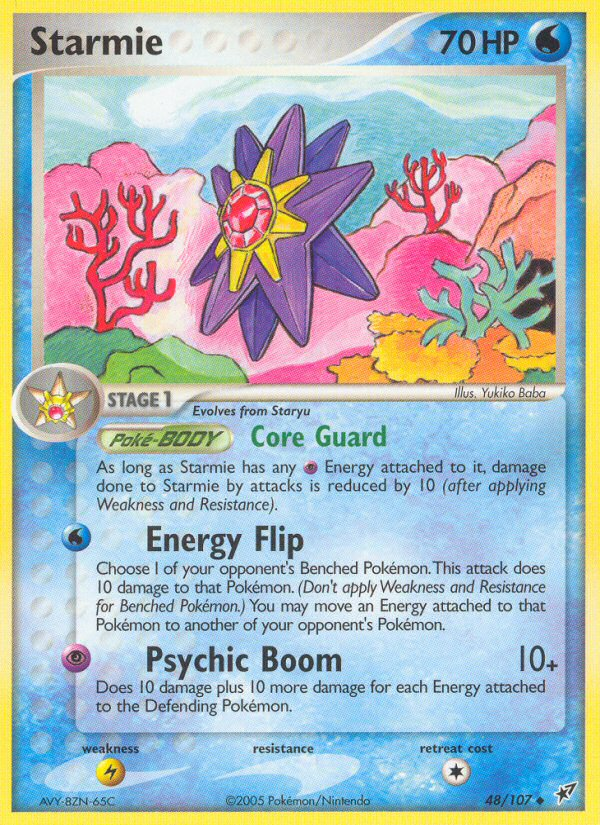 Starmie 70 HP
Illus. Yukiko Baba
STAGE 1
Evolves from Staryu
Poké-BODY Core Guard
As long as Starmie has any Energy attached to it, damage
done to Starmie by attacks is reduced by 10 (after applying
Weakness and Resistance).
Energy Flip
Choose 1 of your opponent's Benched Pokémon. This attack does
10 damage to that Pokémon. (Don't apply Weakness and Resistance
for Benched Pokémon.) You may move an Energy attached to that
Pokémon to another of your opponent's Pokémon.
Psychic Boom 10+
Does 10 damage plus 10 more damage for each Energy attached
to the Defending Pokémon.
weakness resistance retreat cost
AVY-8ZN-65C ©2005 Pokémon/Nintendo 48/107